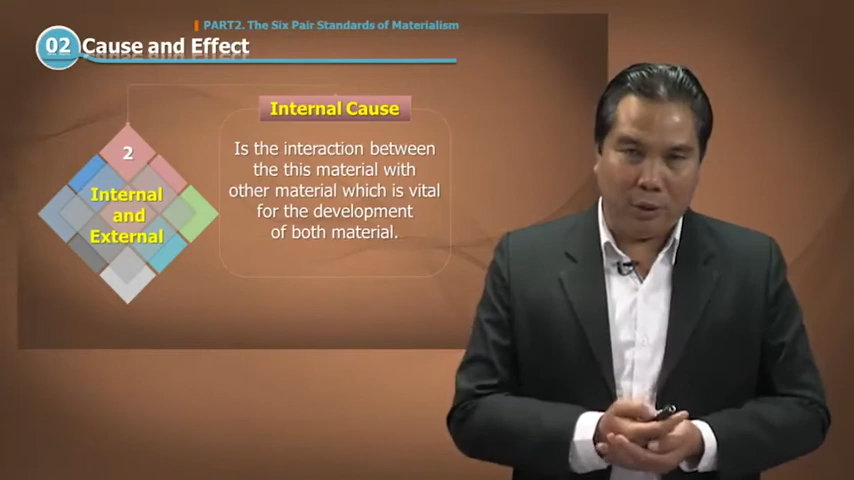 PART2. The Six Pair Standards of Materialism
02 Cause and Effect
Internal Cause
2
Internal
and
External
Is the interaction between
the this material with
other material which is vital
for the development
of both material.